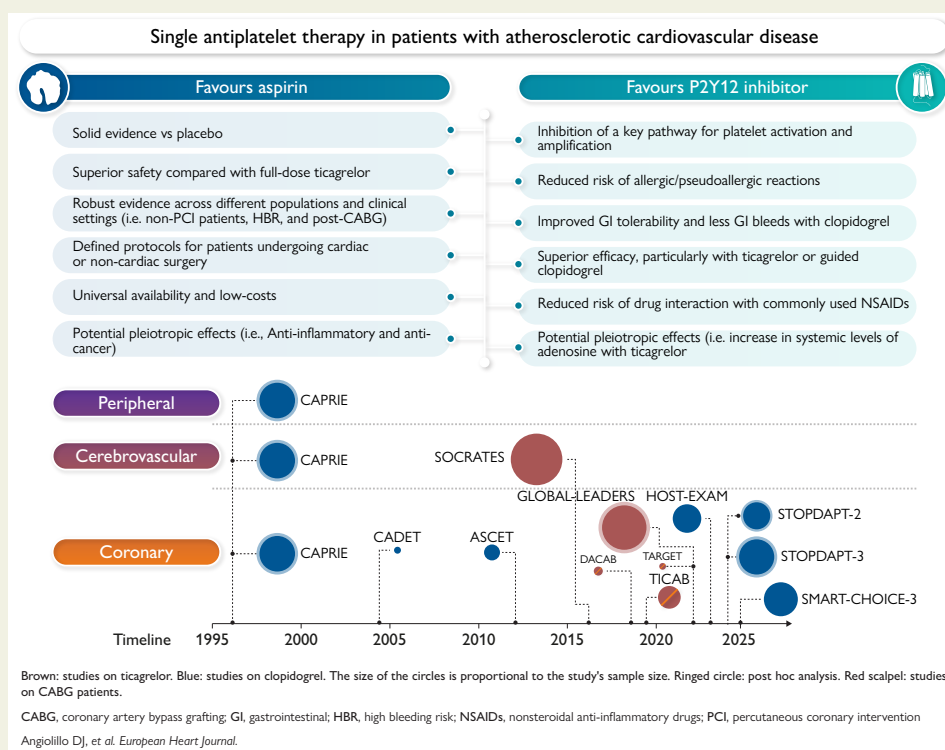 Single antiplatelet therapy in patients with atherosclerotic cardiovascular disease
Favours aspirin
Solid evidence vs placebo
Superior safety compared with full-dose ticagrelor
Robust evidence across different populations and clinical
settings (i.e. non-PCI patients, HBR, and post-CABG)
Defined protocols for patients undergoing cardiac
or non-cardiac surgery
Universal availability and low-costs
Potential pleiotropic effects (i.e., Anti-inflammatory and anti-
cancer)
Favours P2Y12 inhibitor
Inhibition of a key pathway for platelet activation and
amplification
Reduced risk of allergic/pseudoallergic reactions
Improved GI tolerability and less GI bleeds with clopidogrel
Superior efficacy, particularly with ticagrelor or guided
clopidogrel
Reduced risk of drug interaction with commonly used NSAIDs
Potential pleiotropic effects (i.e. increase in systemic levels of
adenosine with ticagrelor
Peripheral
CAPRIE
Cerebrovascular
CAPRIE
SOCRATES
Coronary
CAPRIE
CADET
ASCET
GLOBAL-LEADERS
DACAB
TARGET
TICAB
HOST-EXAM
STOPDAPT-2
STOPDAPT-3
SMART-CHOICE-3
Timeline
1995
2000
2005
2010
2015
2020
2025
Brown: studies on ticagrelor. Blue: studies on clopidogrel. The size of the circles is proportional to the study's sample size. Ringed circle: post hoc analysis. Red scalpel: studies
on CABG patients.
CABG, coronary artery bypass grafting; GI, gastrointestinal; HBR, high bleeding risk; NSAIDs, nonsteroidal anti-inflammatory drugs; PCI, percutaneous coronary intervention
Angiolillo DJ, et al. European Heart Journal.